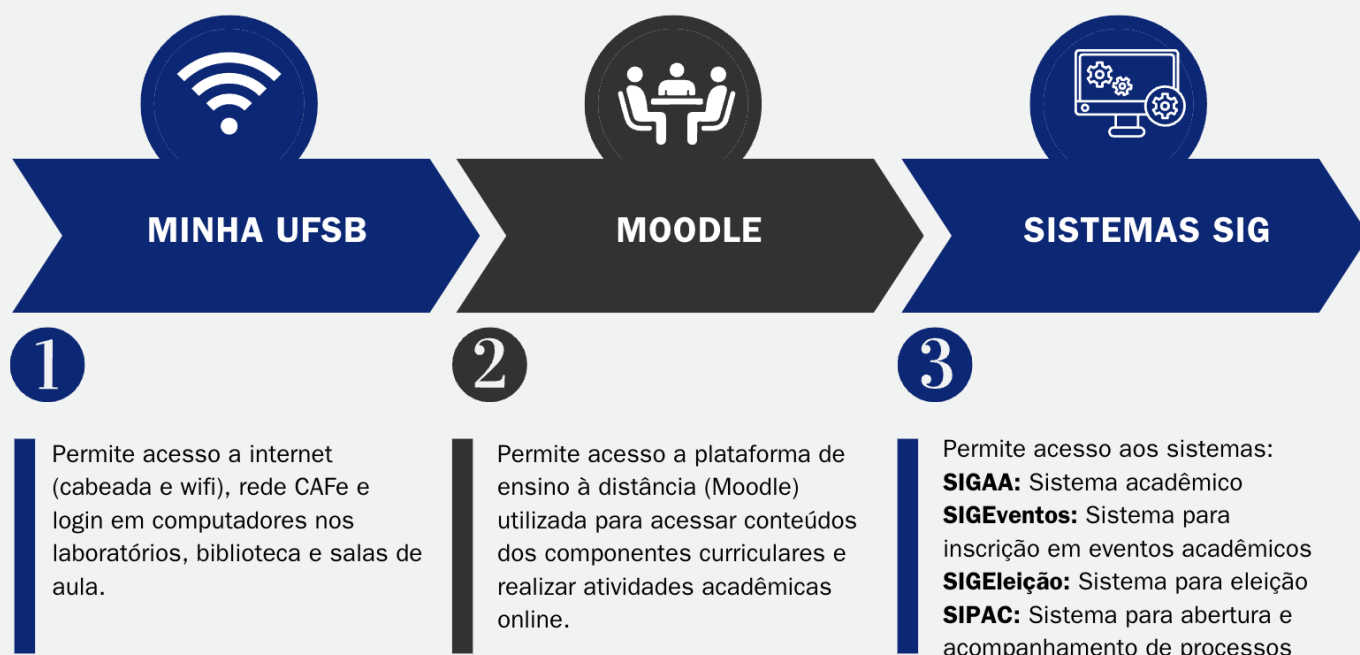 MINHA UFSB
MOODLE
SISTEMAS SIG
1
2
3
Permite acesso a internet
(cabeada e wifi), rede CAFe e
login em computadores nos
laboratórios, biblioteca e salas de
aula.
Permite acesso a plataforma de
ensino à distância (Moodle)
utilizada para acessar conteúdos
dos componentes curriculares e
realizar atividades acadêmicas
online.
Permite acesso aos sistemas:
SIGAA: Sistema acadêmico
SIGEventos: Sistema para
inscrição em eventos acadêmicos
SIGEleição: Sistema para eleição
SIPAC: Sistema para abertura e
acompanhamento de processos